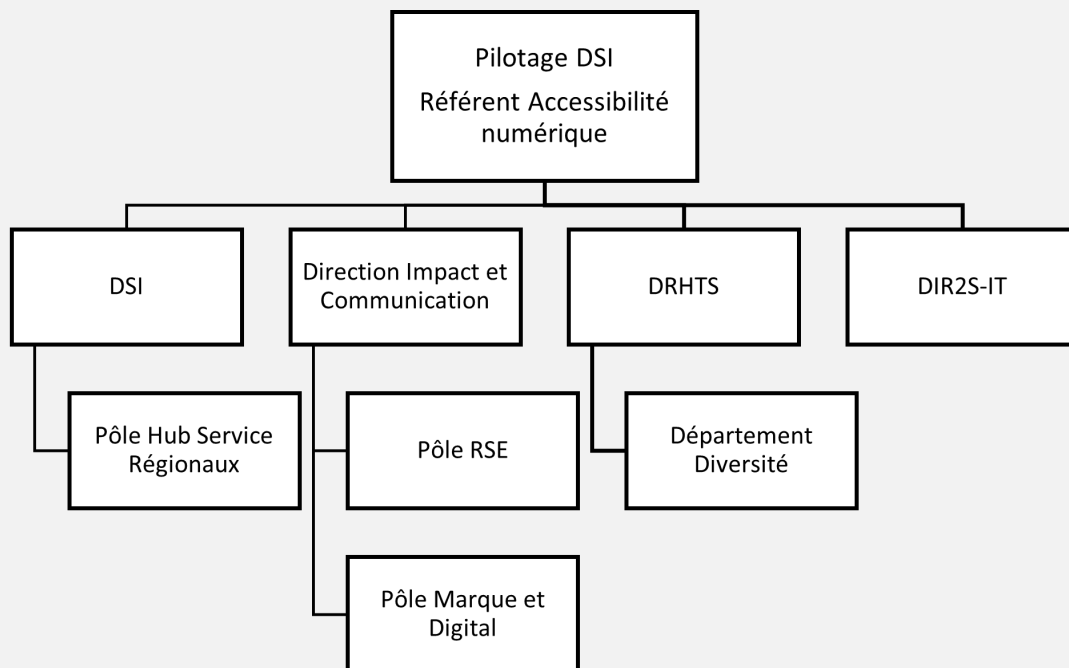 Pilotage DSI
Référent Accessibilité
numérique
DSI
Direction Impact et
Communication
DRHTS
DIR2S-IT
Pôle Hub Service
Régionaux
Pôle RSE
Département
Diversité
Pôle Marque et
Digital